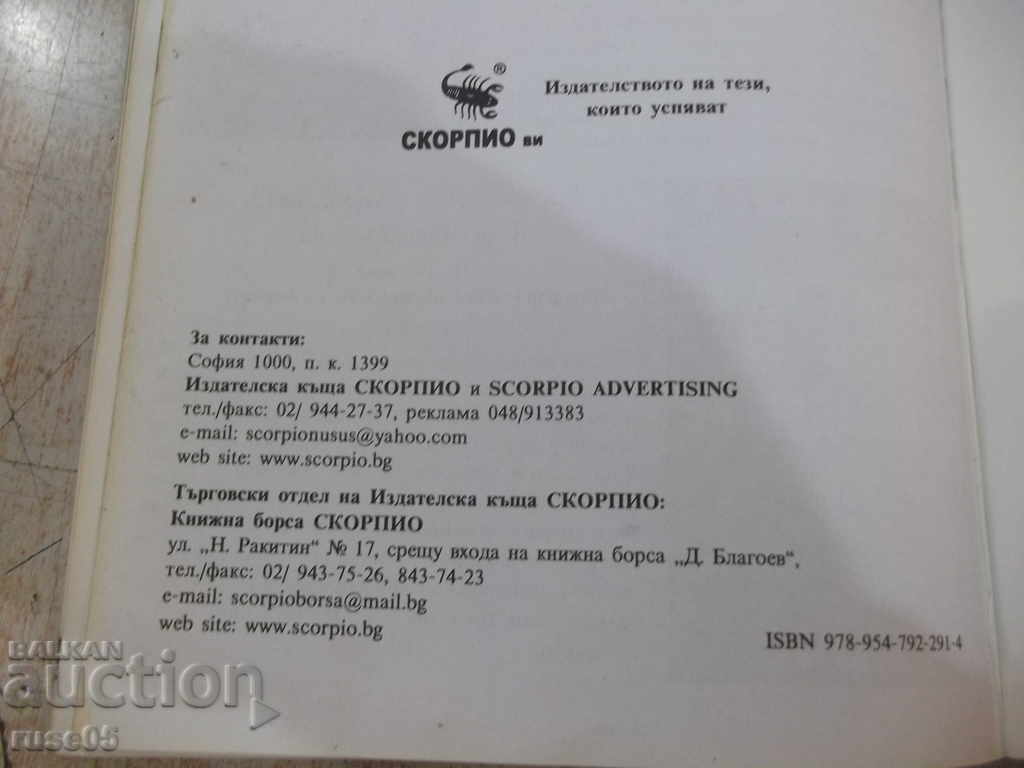 ®
СКОРПИО ви
Издателството на тези,
които успяват
За контакти:
София 1000, п. к. 1399
Издателска къща СКОРПИО и SCORPIO ADVERTISING
тел./факс: 02/ 944-27-37, реклама 048/913383
e-mail: scorpionusus@yahoo.com
web site: www.scorpio.bg
Търговски отдел на Издателска къща СКОРПИО:
Книжна борса СКОРПИО
ул. „Н. Ракитин“ № 17, срещу входа на книжна борса „Д. Благоев“,
тел./факс: 02/ 943-75-26, 843-74-23
e-mail: scorpioborsa@mail.bg
web site: www.scorpio.bg
ISBN 978-954-792-291-4
BALKAN
auction
ruse05